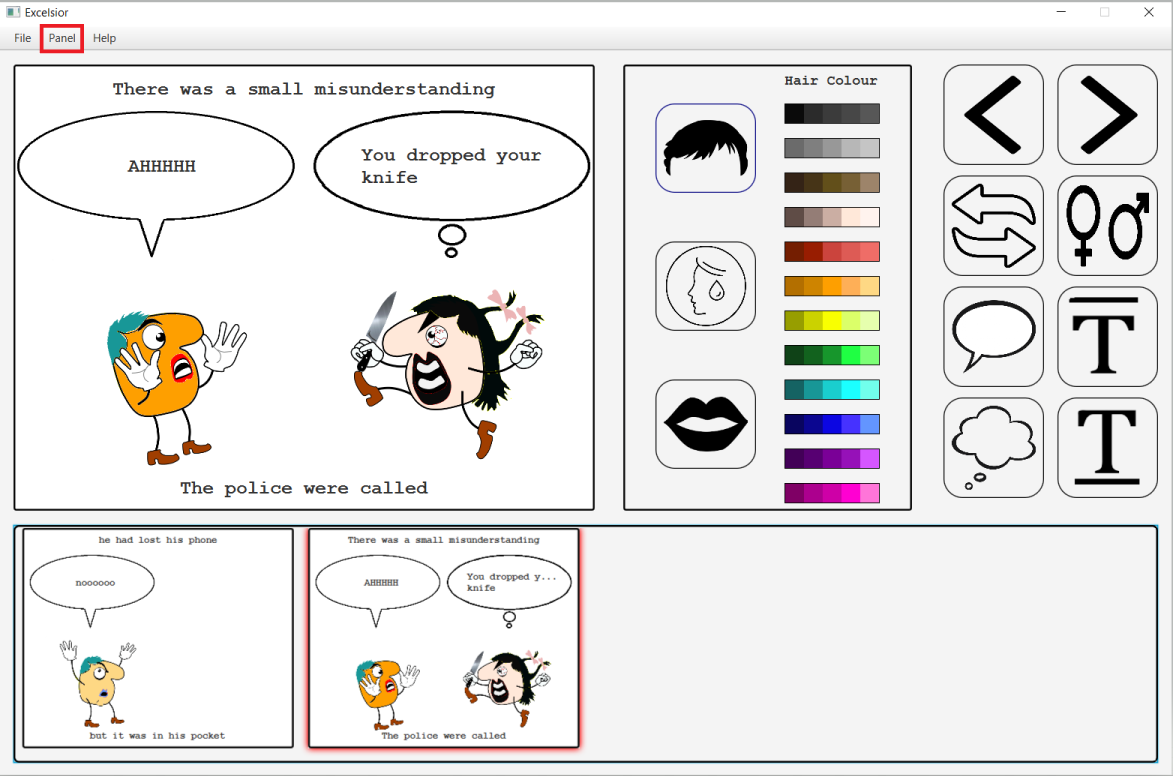 Excelsior
File Panel Help
There was a small misunderstanding
AHHHHH
You dropped your
knife
The police were called
Hair Colour
T
T
he had lost his phone
noooooo
but it was in his pocket
There was a small misunderstanding
AHHHHH
You dropped y...
knife
The police were called